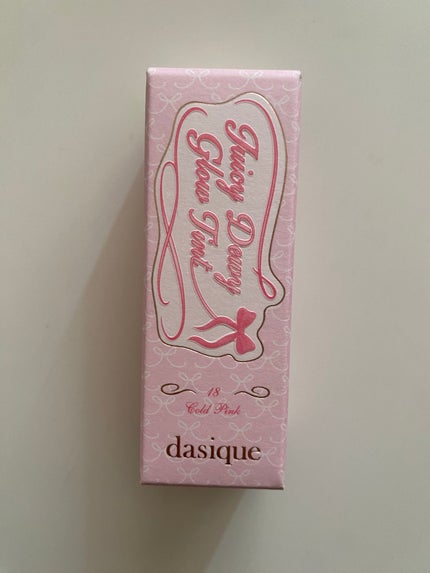 Juicy Dewy
Glow Tint
18
Cold Pink
dasique